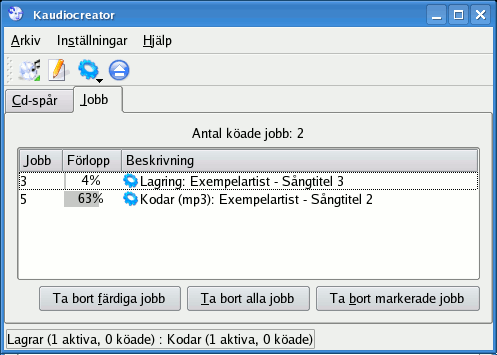 Kaudiocreator
Arkiv Inställningar Hjälp
Cd-spår Jobb
Antal köade jobb: 2
Jobb Förlopp Beskrivning
3 4% Lagring: Exempelartist - Sångtitel 3
5 63% Kodar (mp3): Exempelartist - Sångtitel 2
Ta bort färdiga jobb Ta bort alla jobb Ta bort markerade jobb
Lagrar (1 aktiva, 0 köade) : Kodar (1 aktiva, 0 köade)